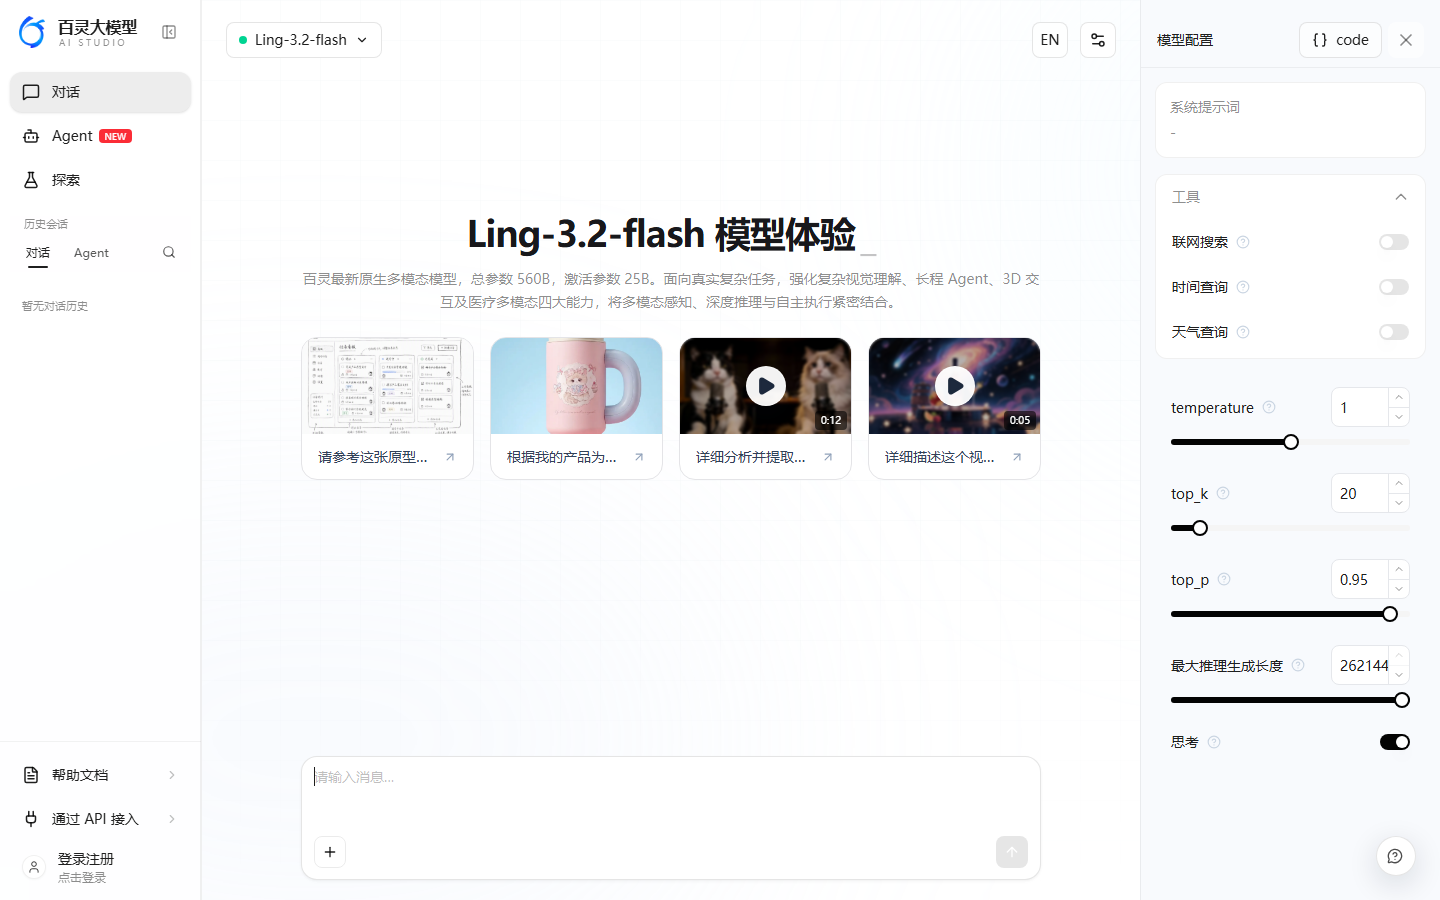 百灵大模型
AI STUDIO
对话
Agent NEW
探索
历史会话
对话 Agent
暂无对话历史
帮助文档
通过 API 接入
登录注册
点击登录
Ling-3.2-flash
EN
Ling-3.2-flash 模型体验_
百灵最新原生多模态模型，总参数 560B，激活参数 25B。面向真实复杂任务，强化复杂视觉理解、长程 Agent、3D 交
互及医疗多模态四大能力，将多模态感知、深度推理与自主执行紧密结合。
0:12
0:05
请参考这张原型...
根据我的产品为...
详细分析并提取...
详细描述这个视...
请输入消息...
模型配置
{} code
系统提示词
-
工具
联网搜索
时间查询
天气查询
temperature
1
top_k
20
top_p
0.95
最大推理生成长度
262144
思考